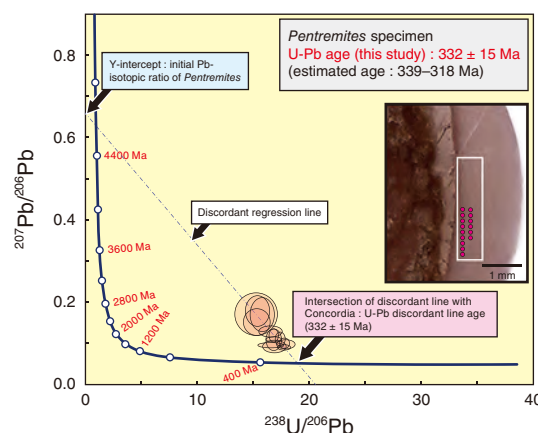 Pentremites specimen
U-Pb age (this study) : 332 ± 15 Ma
(estimated age : 339–318 Ma)
Y-intercept : initial Pb-
isotopic ratio of Pentremites
Discordant regression line
1 mm
Intersection of discordant line with
Concordia : U-Pb discordant line age
(332 ± 15 Ma)
4400 Ma
3600 Ma
2800 Ma
2000 Ma
1200 Ma
400 Ma
0.8
0.6
0.4
0.2
0.0
207Pb/206Pb
0
10
20
30
40
238U/206Pb